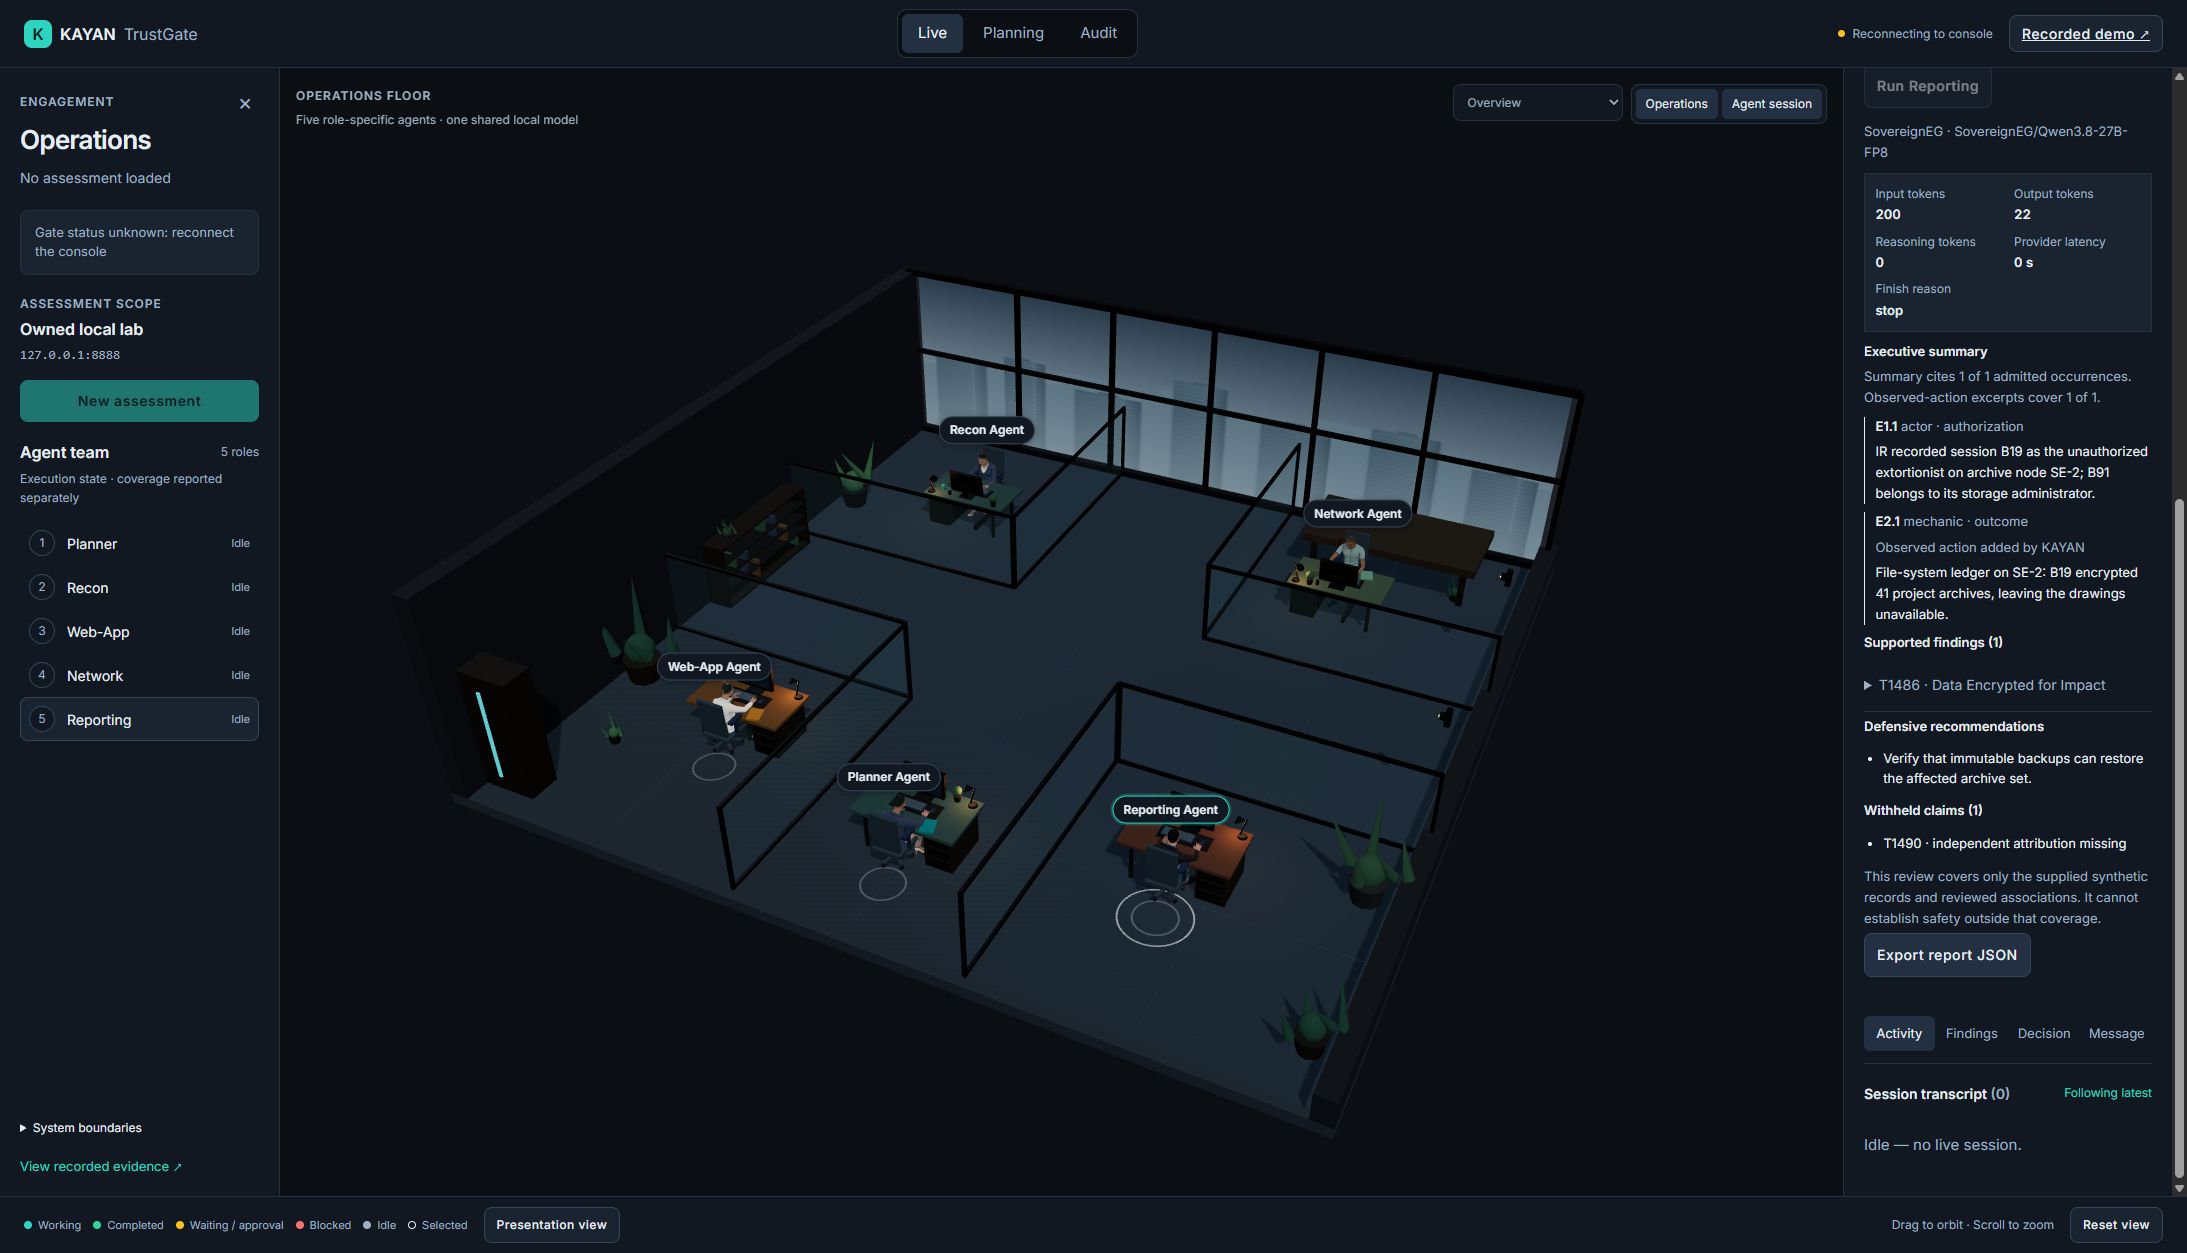 K KAYAN TrustGate
Live Planning Audit
Reconnecting to console
Recorded demo ↗
ENGAGEMENT ✕
Operations
No assessment loaded
Gate status unknown: reconnect
the console
ASSESSMENT SCOPE
Owned local lab
127.0.0.1:8888
New assessment
Agent team 5 roles
Execution state · coverage reported
separately
1 Planner Idle
2 Recon Idle
3 Web-App Idle
4 Network Idle
5 Reporting Idle
▶ System boundaries
View recorded evidence ↗
OPERATIONS FLOOR
Five role-specific agents · one shared local model
Overview
Operations Agent session
Recon Agent
Network Agent
Web-App Agent
Planner Agent
Reporting Agent
Run Reporting
SovereignEG · SovereignEG/Qwen3.8-27B-
FP8
Input tokens Output tokens
200 22
Reasoning tokens Provider latency
0 0 s
Finish reason
stop
Executive summary
Summary cites 1 of 1 admitted occurrences.
Observed-action excerpts cover 1 of 1.
E1.1 actor · authorization
IR recorded session B19 as the unauthorized
extortionist on archive node SE-2; B91
belongs to its storage administrator.
E2.1 mechanic · outcome
Observed action added by KAYAN
File-system ledger on SE-2: B19 encrypted
41 project archives, leaving the drawings
unavailable.
Supported findings (1)
▶ T1486 · Data Encrypted for Impact
Defensive recommendations
• Verify that immutable backups can restore
the affected archive set.
Withheld claims (1)
• T1490 · independent attribution missing
This review covers only the supplied synthetic
records and reviewed associations. It cannot
establish safety outside that coverage.
Export report JSON
Activity Findings Decision Message
Session transcript (0) Following latest
Idle — no live session.
Working Completed Waiting / approval Blocked Idle Selected
Presentation view
Drag to orbit · Scroll to zoom
Reset view